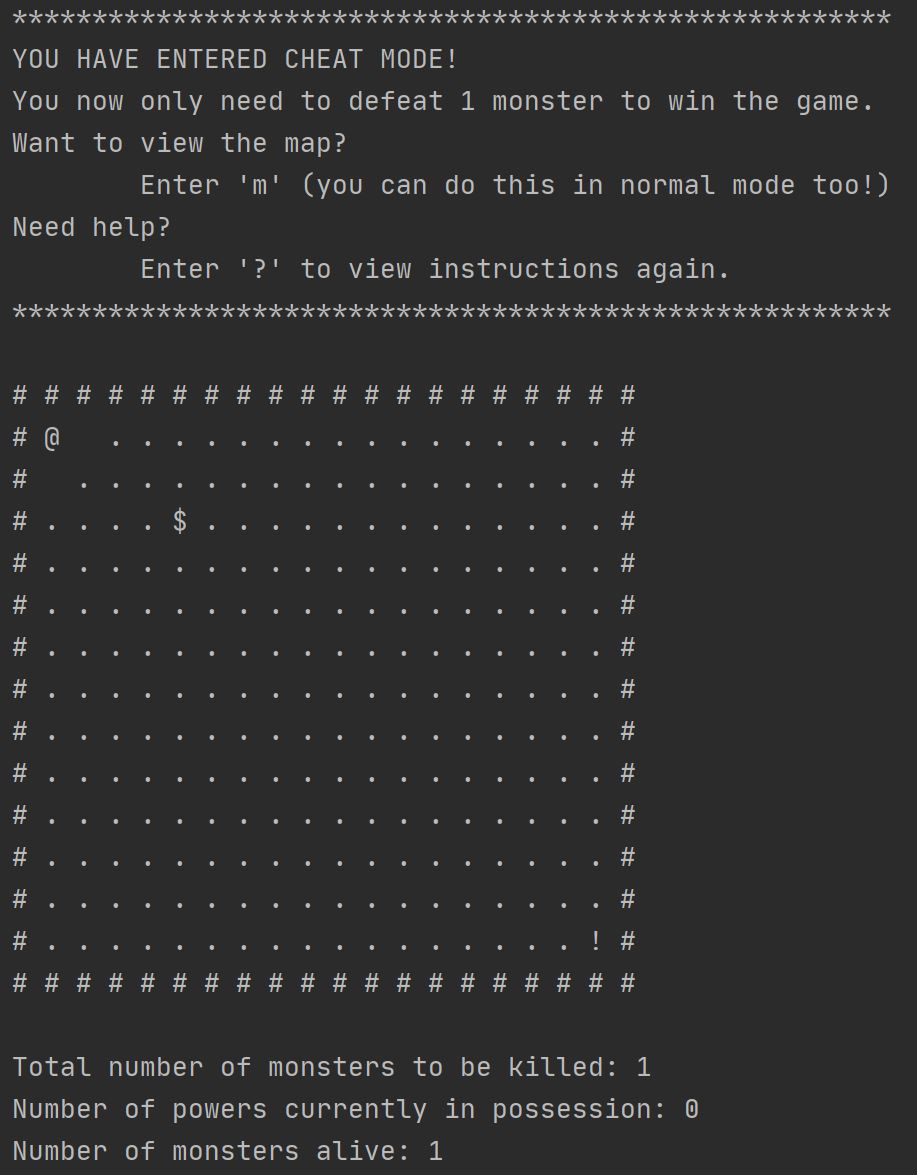 *******************************************************
YOU HAVE ENTERED CHEAT MODE!
You now only need to defeat 1 monster to win the game.
Want to view the map?
        Enter 'm' (you can do this in normal mode too!)
Need help?
        Enter '?' to view instructions again.
*******************************************************

# # # # # # # # # # # # # # # # # # # #
# @   . . . . . . . . . . . . . . . . #
#   . . . . . . . . . . . . . . . . . #
# . . . . $ . . . . . . . . . . . . . #
# . . . . . . . . . . . . . . . . . . #
# . . . . . . . . . . . . . . . . . . #
# . . . . . . . . . . . . . . . . . . #
# . . . . . . . . . . . . . . . . . . #
# . . . . . . . . . . . . . . . . . . #
# . . . . . . . . . . . . . . . . . . #
# . . . . . . . . . . . . . . . . . . #
# . . . . . . . . . . . . . . . . . . #
# . . . . . . . . . . . . . . . . . . #
# . . . . . . . . . . . . . . . . . ! #
# # # # # # # # # # # # # # # # # # # #

Total number of monsters to be killed: 1
Number of powers currently in possession: 0
Number of monsters alive: 1